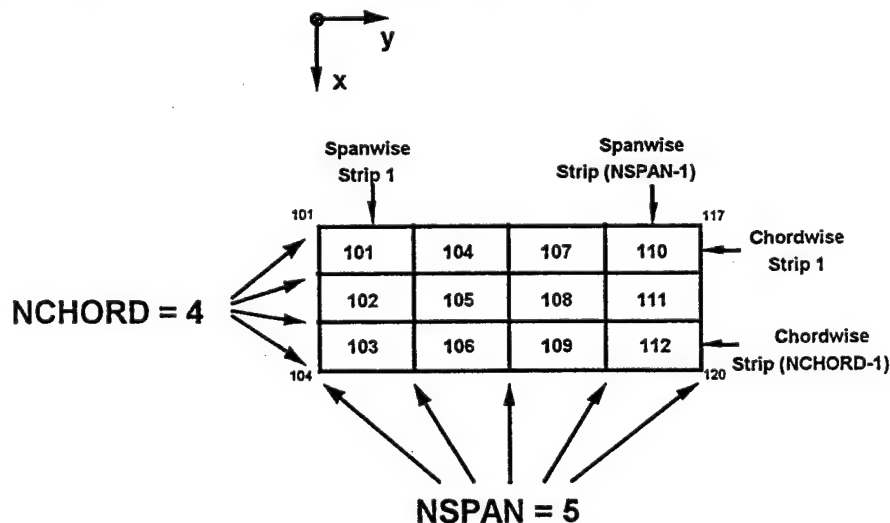 y
x
Spanwise
Strip 1
Spanwise
Strip (NSPAN-1)
101
117
101 104 107 110
Chordwise
Strip 1
NCHORD = 4
102 105 108 111
103 106 109 112
Chordwise
Strip (NCHORD-1)
104
120
NSPAN = 5